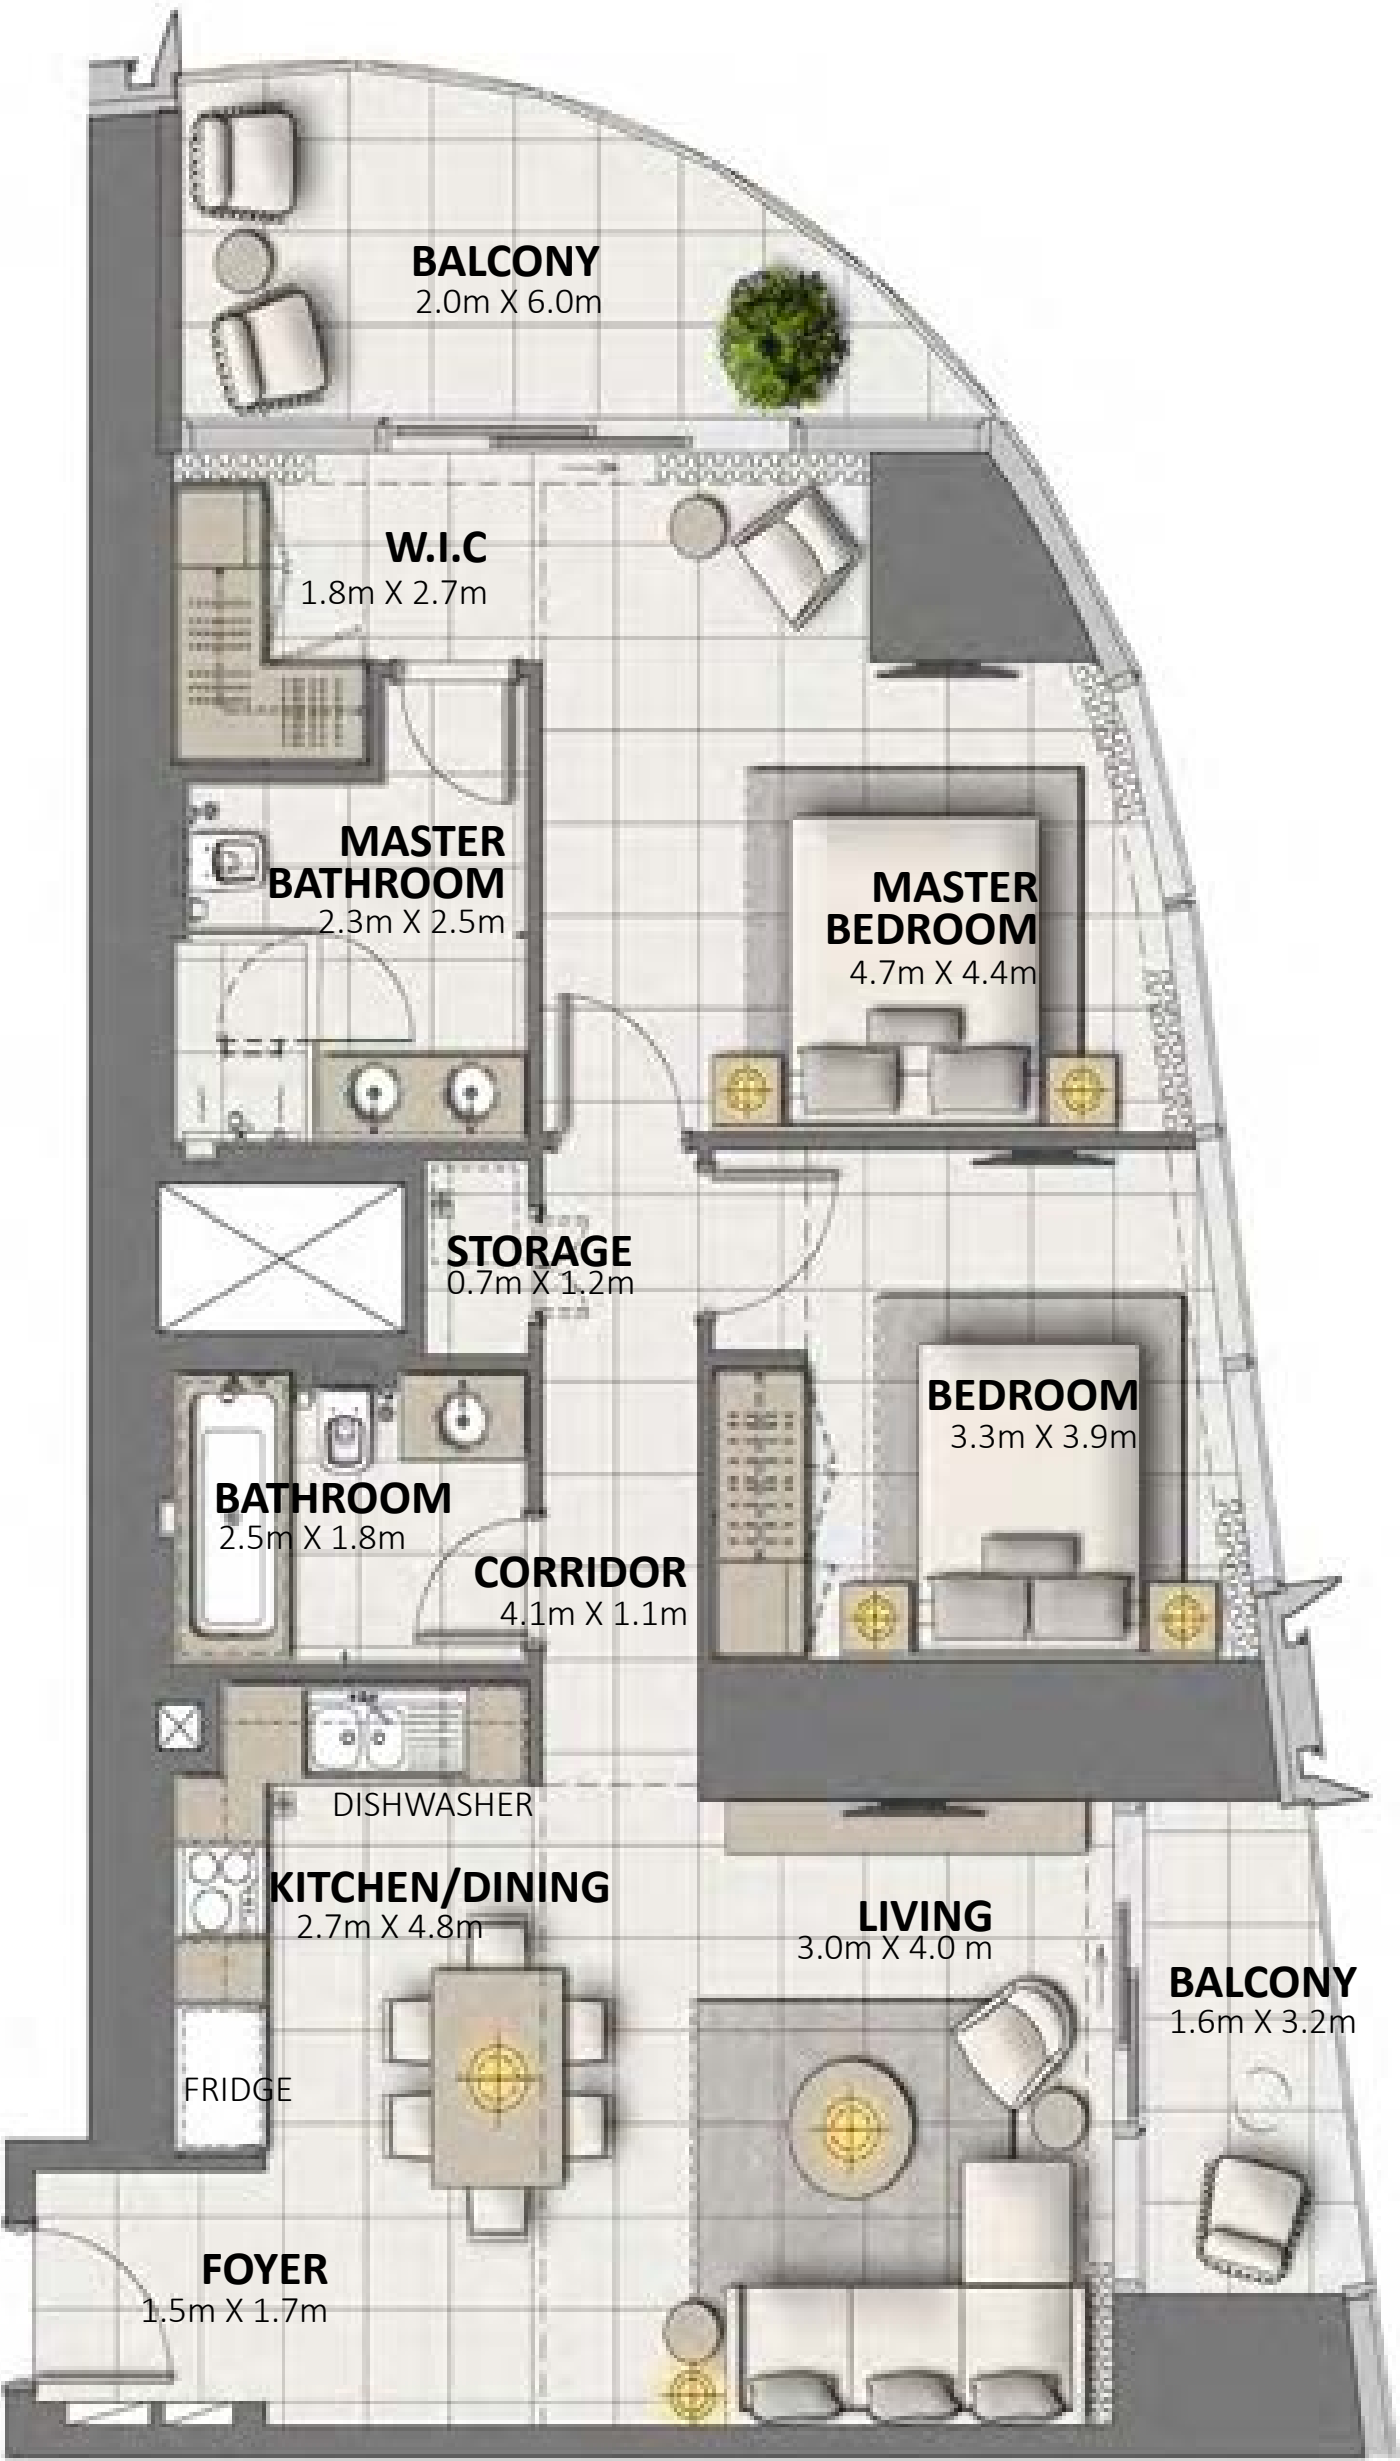 BALCONY
2.0m X 6.0m
W.I.C
1.8m X 2.7m
MASTER
BATHROOM
2.3m X 2.5m
MASTER
BEDROOM
4.7m X 4.4m
STORAGE
0.7m X 1.2m
BEDROOM
3.3m X 3.9m
BATHROOM
2.5m X 1.8m
CORRIDOR
4.1m X 1.1m
DISHWASHER
KITCHEN/DINING
2.7m X 4.8m
LIVING
3.0m X 4.0 m
BALCONY
1.6m X 3.2m
FRIDGE
FOYER
1.5m X 1.7m